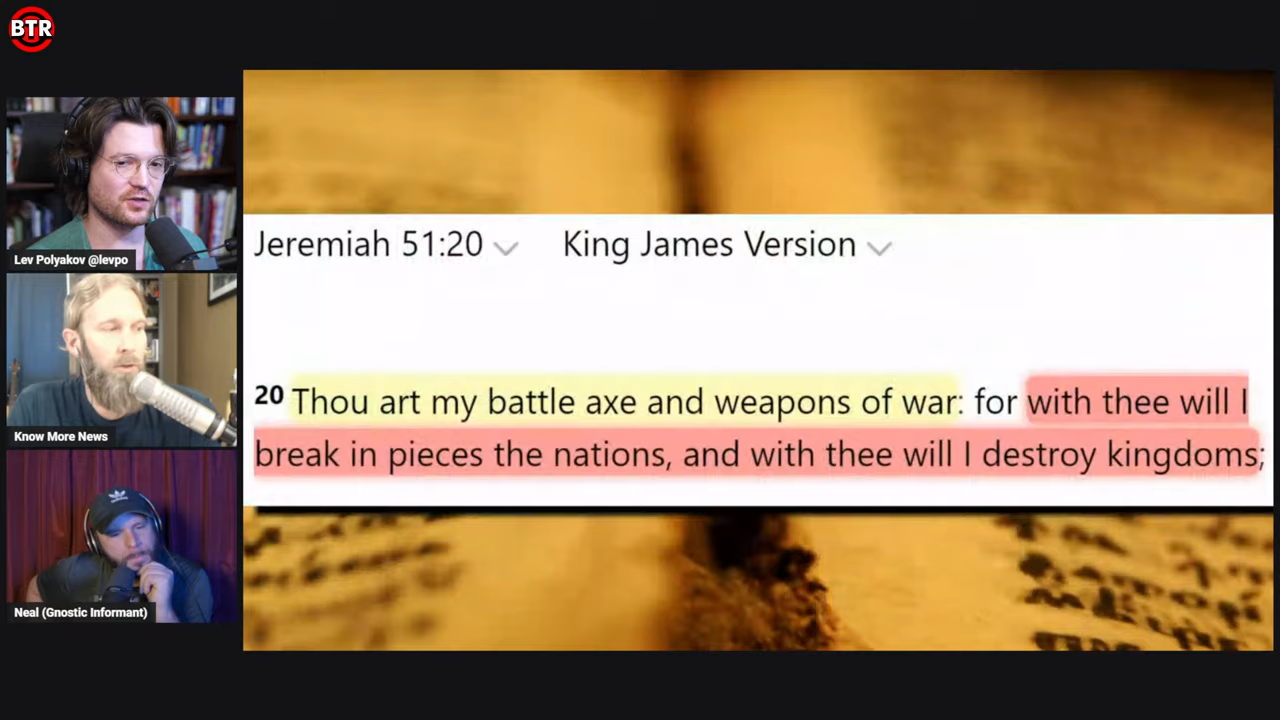 BTR
Lev Polyakov @levpo
Know More News
Neal (Gnostic Informant)
Jeremiah 51:20 King James Version
20 Thou art my battle axe and weapons of war: for with thee will I
break in pieces the nations, and with thee will I destroy kingdoms;